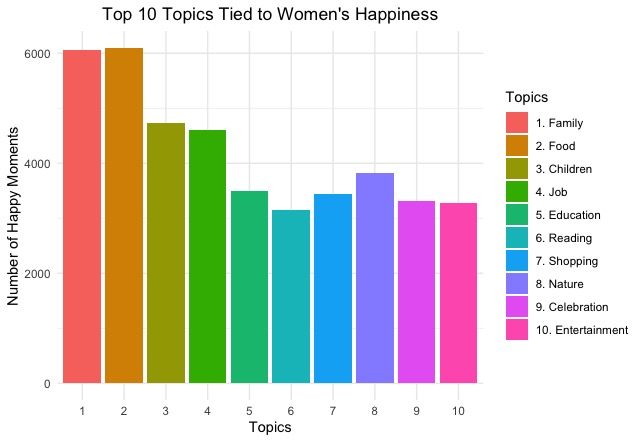 Top 10 Topics Tied to Women's Happiness
Number of Happy Moments
6000
4000
2000
0
1 2 3 4 5 6 7 8 9 10
Topics
Topics
1. Family
2. Food
3. Children
4. Job
5. Education
6. Reading
7. Shopping
8. Nature
9. Celebration
10. Entertainment